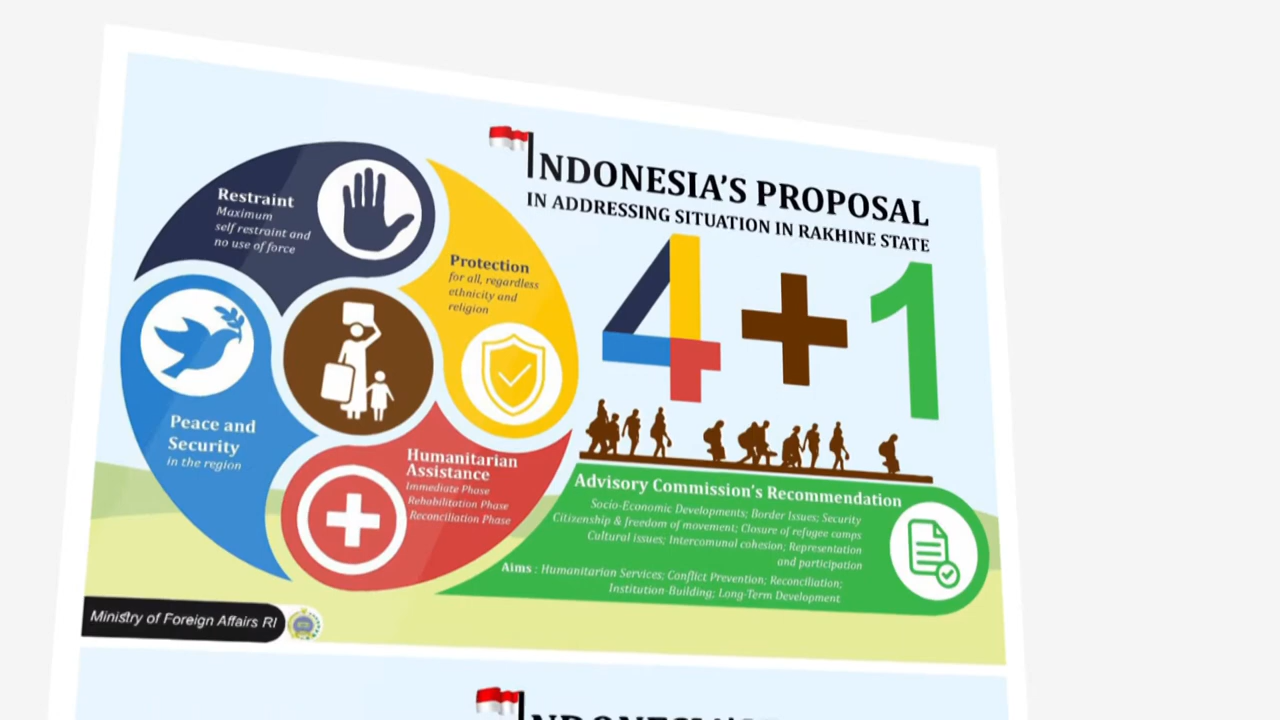 INDONESIA'S PROPOSAL
IN ADDRESSING SITUATION IN RAKHINE STATE
4+1
Restraint
Maximum
self restraint and
no use of force
Protection
for all, regardless
ethnicity and
religion
Peace and
Security
in the region
Humanitarian
Assistance
Immediate Phase
Rehabilitation Phase
Reconciliation Phase
Advisory Commission's Recommendation
Socio-Economic Developments; Border Issues; Security
Citizenship & freedom of movement; Closure of refugee camps
Cultural issues; Intercomunal cohesion; Representation
and participation
Aims : Humanitarian Services; Conflict Prevention; Reconciliation;
Institution-Building; Long-Term Development
Ministry of Foreign Affairs RI